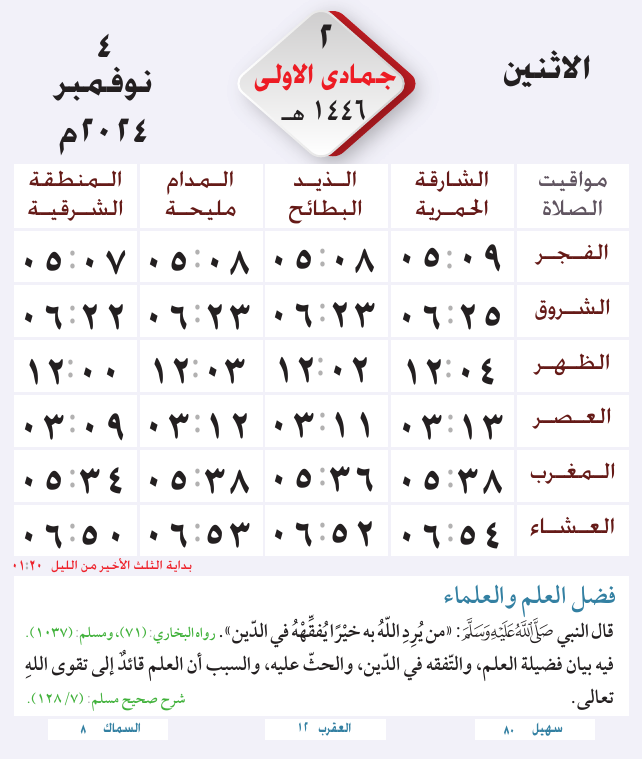 الاثنين
٢
جمادى الاولى
١٤٤٦ هـ
٤
نوفمبر
٢٠٢٤م
مواقيت الصلاة | الشارقة الحمرية | الذيد البطائح | المدام مليحة | المنطقة الشرقية
الفجر ٠٥:٠٩ ٠٥:٠٨ ٠٥:٠٨ ٠٥:٠٧
الشروق ٠٦:٢٥ ٠٦:٢٣ ٠٦:٢٣ ٠٦:٢٢
الظهر ١٢:٠٤ ١٢:٠٢ ١٢:٠٣ ١٢:٠٠
العصر ٠٣:١٣ ٠٣:١١ ٠٣:١٢ ٠٣:٠٩
المغرب ٠٥:٣٨ ٠٥:٣٦ ٠٥:٣٨ ٠٥:٣٤
العشاء ٠٦:٥٤ ٠٦:٥٢ ٠٦:٥٣ ٠٦:٥٠
بداية الثلث الأخير من الليل ٠١:٢٠
فضل العلم والعلماء
قال النبي صَلَّى اللَّهُ عَلَيْهِ وَسَلَّمَ: «من يُرِدِ اللّهُ به خيْرًا يُفقِّهْهُ في الدّين». رواه البخاري: (٧١)، ومسلم: (١٠٣٧).
فيه بيان فضيلة العلم، والتّفقه في الدّين، والحثّ عليه، والسبب أن العلم قائدٌ إلى تقوى اللهِ
تعالى. شرح صحيح مسلم: (٧/ ١٢٨).
سهيل ٨٠ العقرب ١٢ السماك ٨